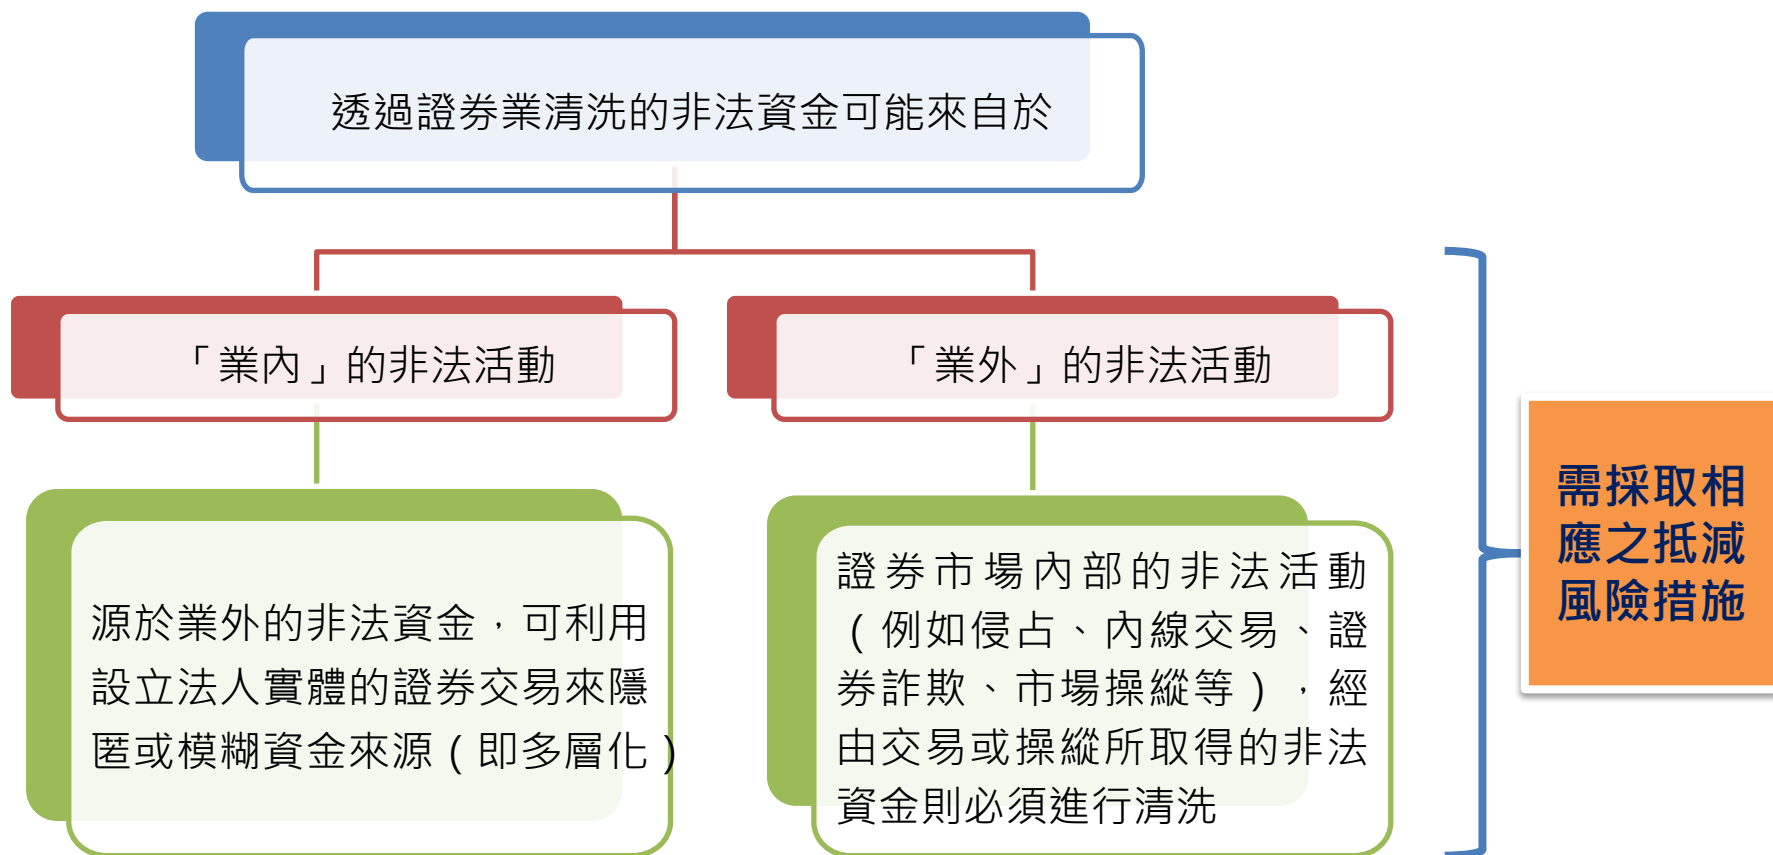 透過證券業清洗的非法資金可能來自於
「業內」的非法活動
「業外」的非法活動
源於業外的非法資金，可利用
設立法人實體的證券交易來隱
匿或模糊資金來源（即多層化）
證券市場內部的非法活動
（例如侵占、內線交易、證
券詐欺、市場操縱等），經
由交易或操縱所取得的非法
資金則必須進行清洗
需採取相
應之抵減
風險措施